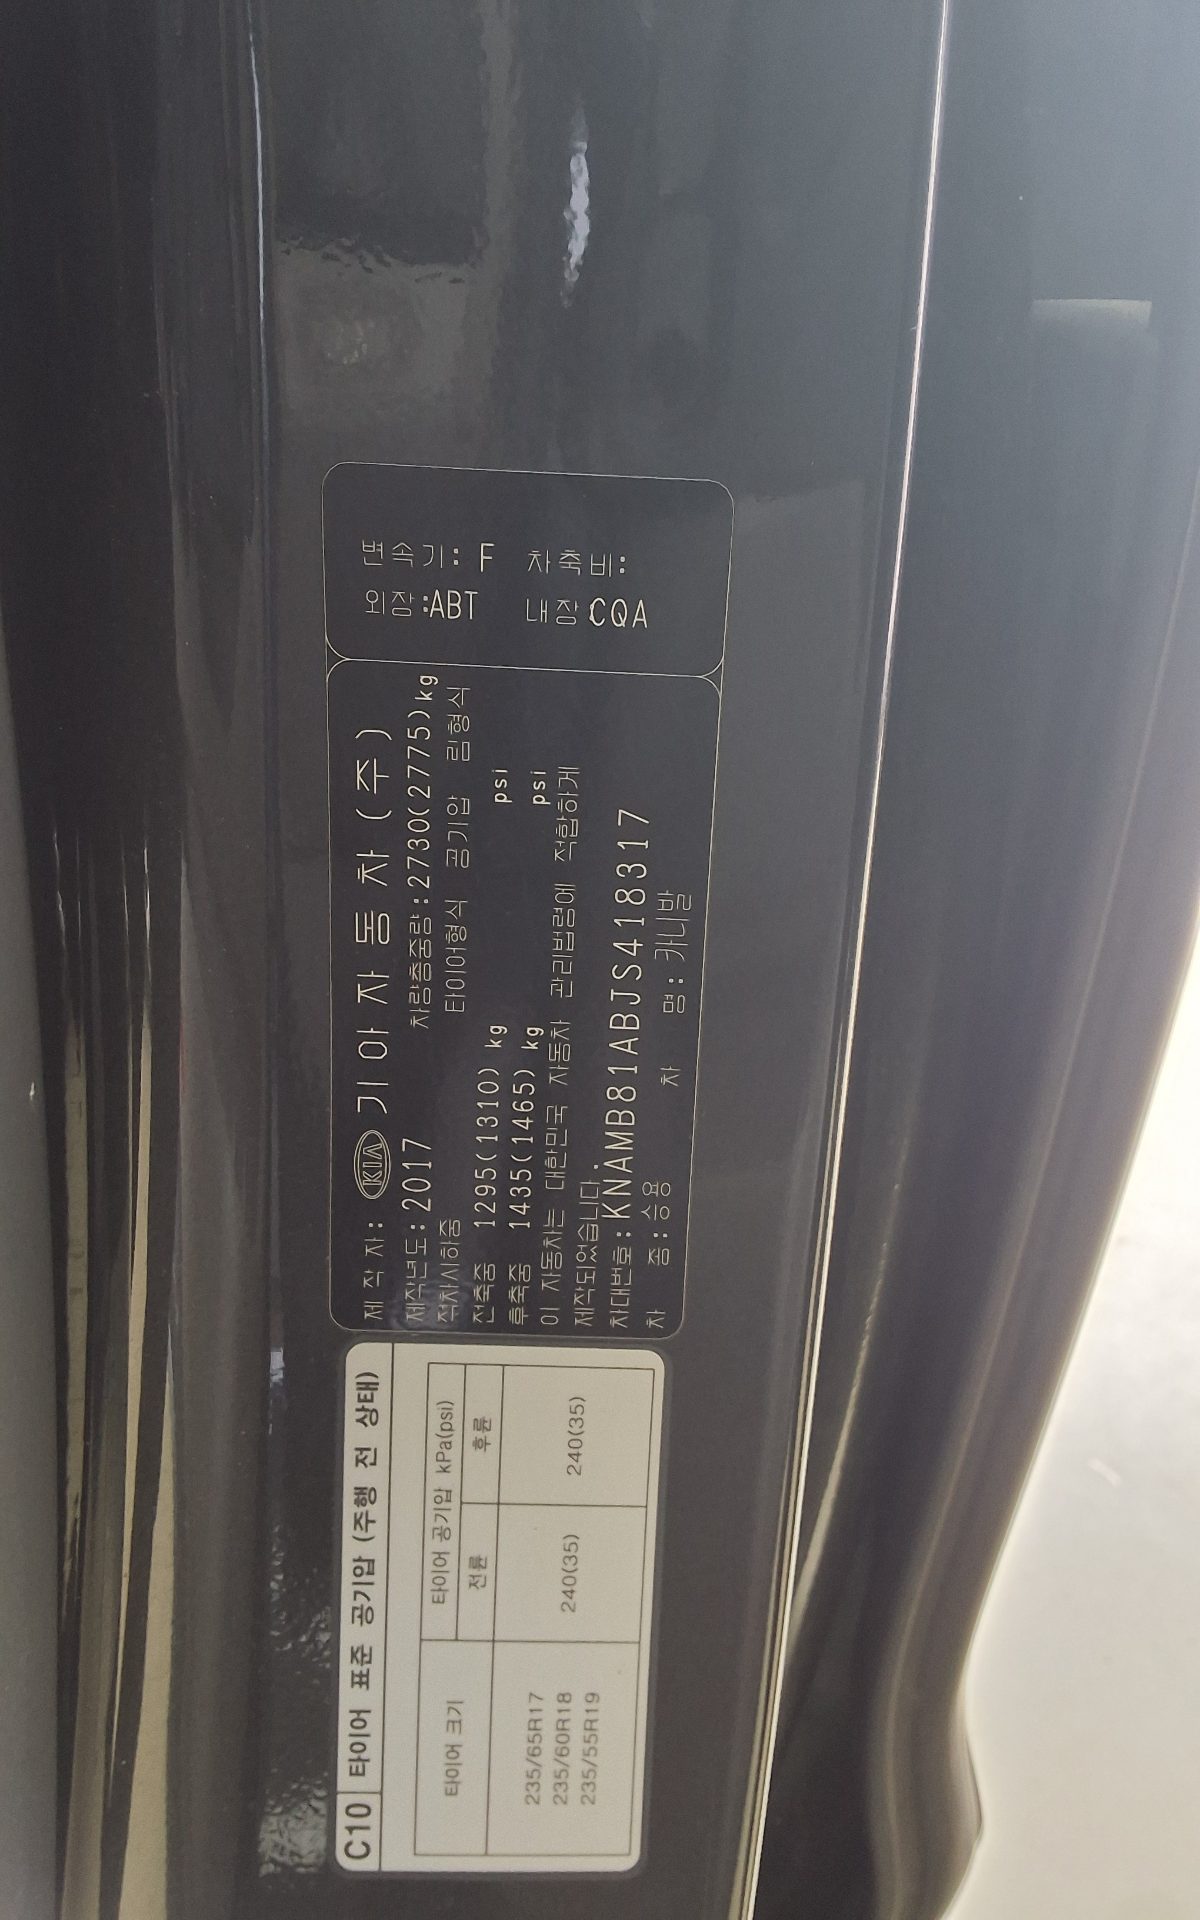 C10 타이어 표준 공기압 (주행 전 상태)
타이어 크기 타이어 공기압 kPa(psi)
전륜 후륜
235/65R17
235/60R18 240(35) 240(35)
235/55R19
제작자: KIA 기아자동차(주)
제작년도:2017 차량총중량:2730(2775)kg
적차시하중 타이어형식 공기압 림형식
전축중 1295(1310) kg psi
후축중 1435(1465) kg psi
이 자동차는 대한민국 자동차 관리법령에 적합하게
제작되었습니다.
차대번호:KNAMB81ABJS418317
차 종:승용 차 명:카니발
변속기: F 차축비:
외장:ABT 내장:CQA